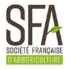 SFA
SOCIÉTÉ FRANÇAISE
D'ARBORICULTURE